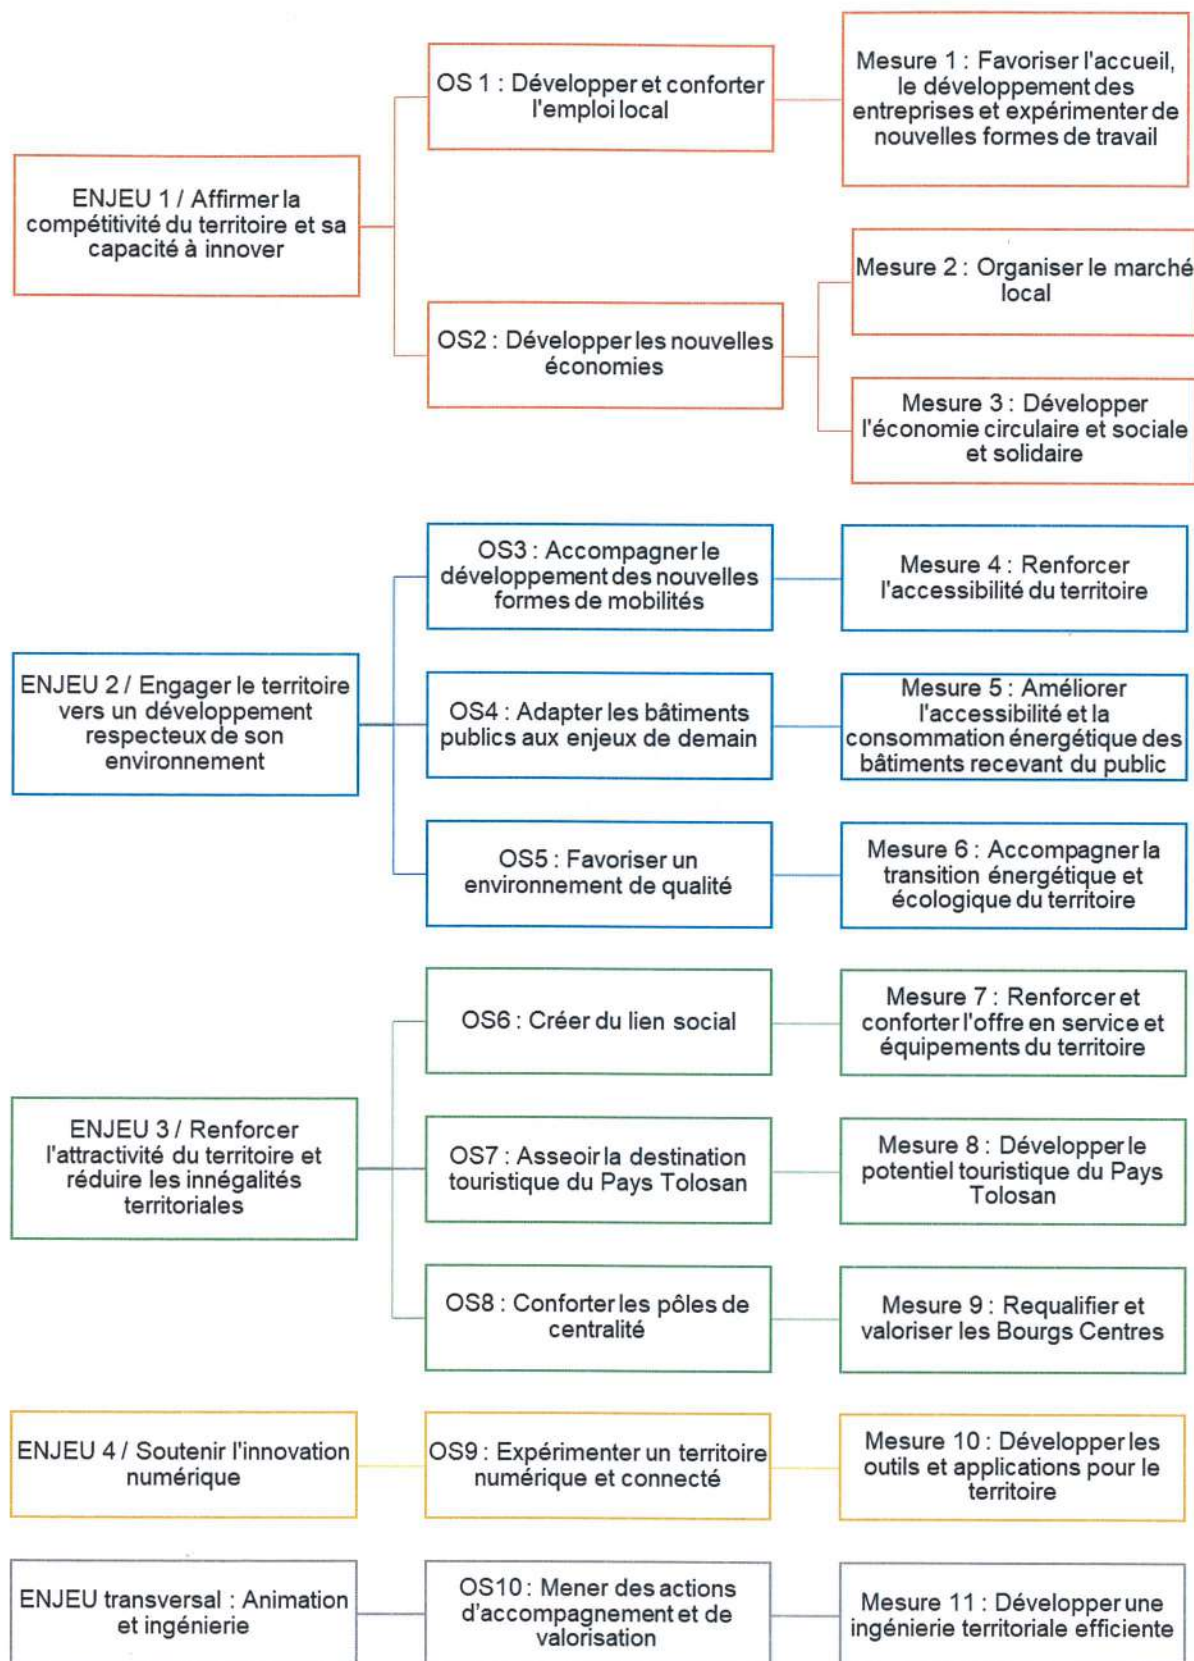 ENJEU 1 / Affirmer la
compétitivité du territoire et sa
capacité à innover
OS 1 : Développer et conforter
l'emploi local
Mesure 1 : Favoriser l'accueil,
le développement des
entreprises et expérimenter de
nouvelles formes de travail
OS2 : Développer les nouvelles
économies
Mesure 2 : Organiser le marché
local
Mesure 3 : Développer
l'économie circulaire et sociale
et solidaire
ENJEU 2 / Engager le territoire
vers un développement
respecteux de son
environnement
OS3 : Accompagner le
développement des nouvelles
formes de mobilités
Mesure 4 : Renforcer
l'accessibilité du territoire
OS4 : Adapter les bâtiments
publics aux enjeux de demain
Mesure 5 : Améliorer
l'accessibilité et la
consommation énergétique des
bâtiments recevant du public
OS5 : Favoriser un
environnement de qualité
Mesure 6 : Accompagner la
transition énergétique et
écologique du territoire
ENJEU 3 / Renforcer
l'attractivité du territoire et
réduire les innégalités
territoriales
OS6 : Créer du lien social
Mesure 7 : Renforcer et
conforter l'offre en service et
équipements du territoire
OS7 : Asseoir la destination
touristique du Pays Tolosan
Mesure 8 : Développer le
potentiel touristique du Pays
Tolosan
OS8 : Conforter les pôles de
centralité
Mesure 9 : Requalifier et
valoriser les Bourgs Centres
ENJEU 4 / Soutenir l'innovation
numérique
OS9 : Expérimenter un territoire
numérique et connecté
Mesure 10 : Développer les
outils et applications pour le
territoire
ENJEU transversal : Animation
et ingénierie
OS10 : Mener des actions
d'accompagnement et de
valorisation
Mesure 11 : Développer une
ingénierie territoriale efficiente